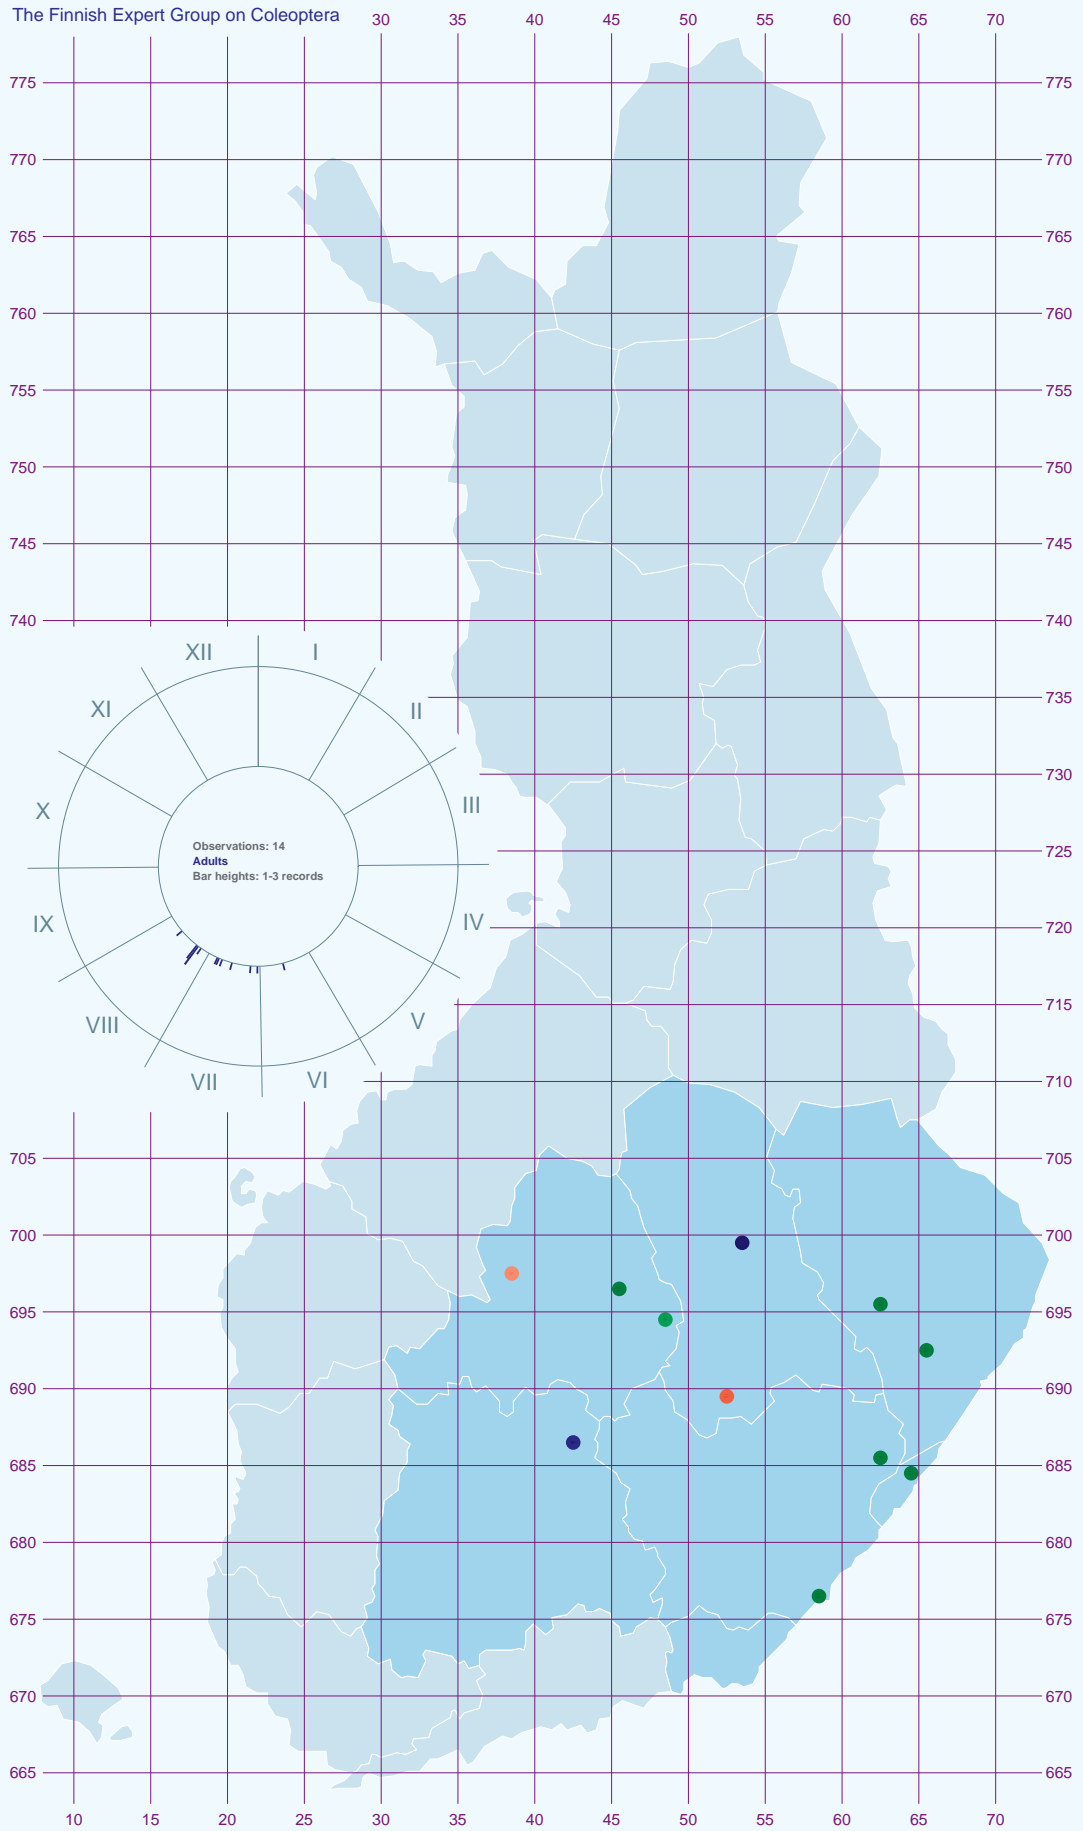 The Finnish Expert Group on Coleoptera
30 35 40 45 50 55 60 65 70
775 775
770 770
765 765
760 760
755 755
750 750
745 745
740 740
XII I
XI II
735
730
X III
Observations: 14
Adults
Bar heights: 1-3 records
725
IX IV
720
715
VIII V
VII VI
710
705 705
700 700
695 695
690 690
685 685
680 680
675 675
670 670
665 665
10 15 20 25 30 35 40 45 50 55 60 65 70